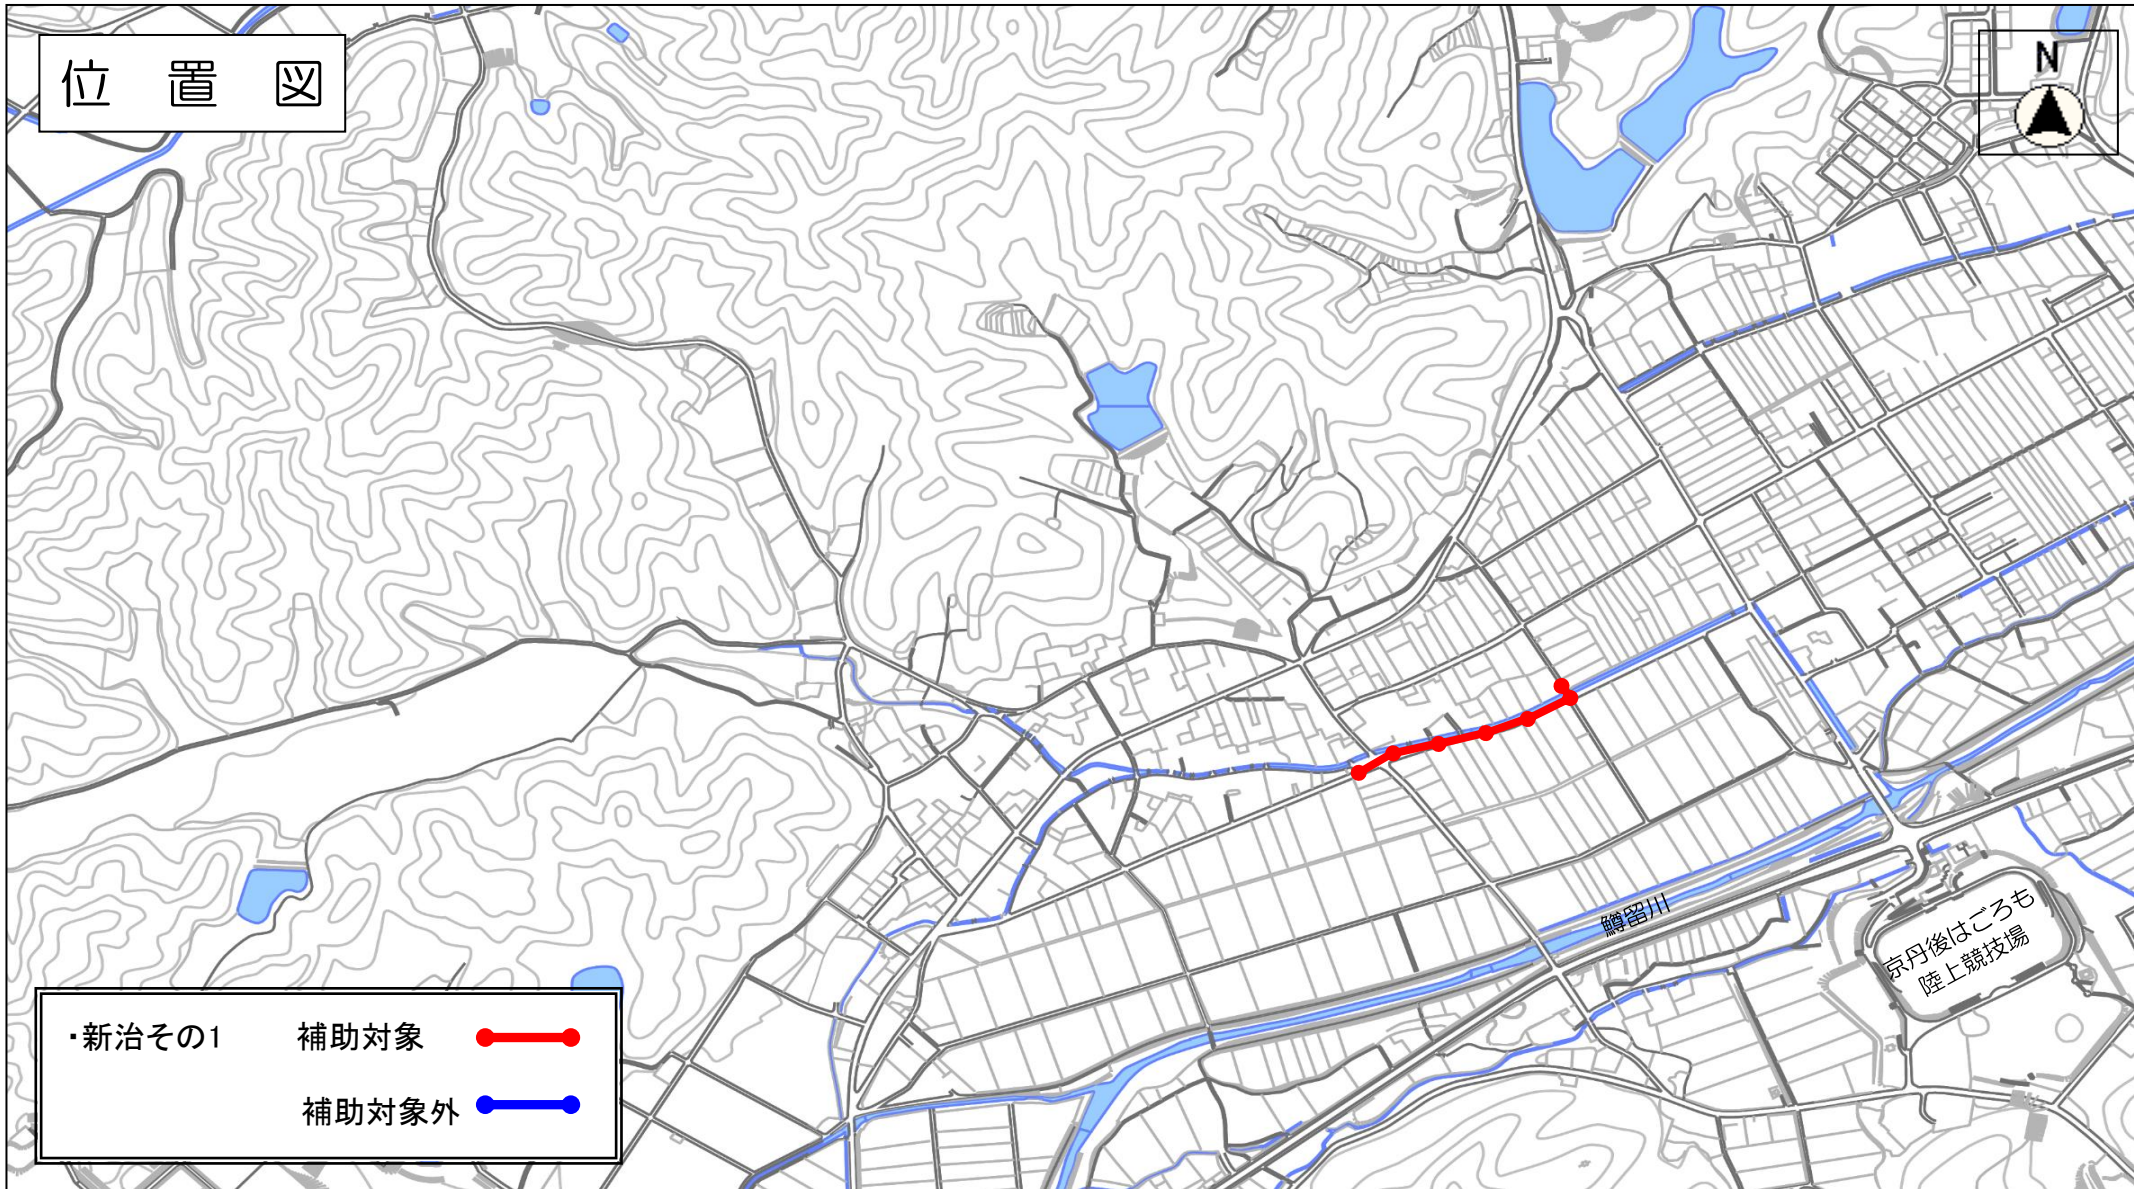 位置図
N
鱒留川
京丹後はごろも
陸上競技場
・新治その1 補助対象
補助対象外